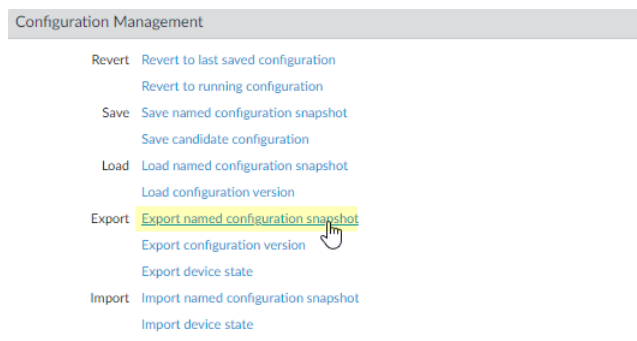 Configuration Management
Revert Revert to last saved configuration
Revert to running configuration
Save Save named configuration snapshot
Save candidate configuration
Load Load named configuration snapshot
Load configuration version
Export Export named configuration snapshot
Export configuration version
Export device state
Import Import named configuration snapshot
Import device state